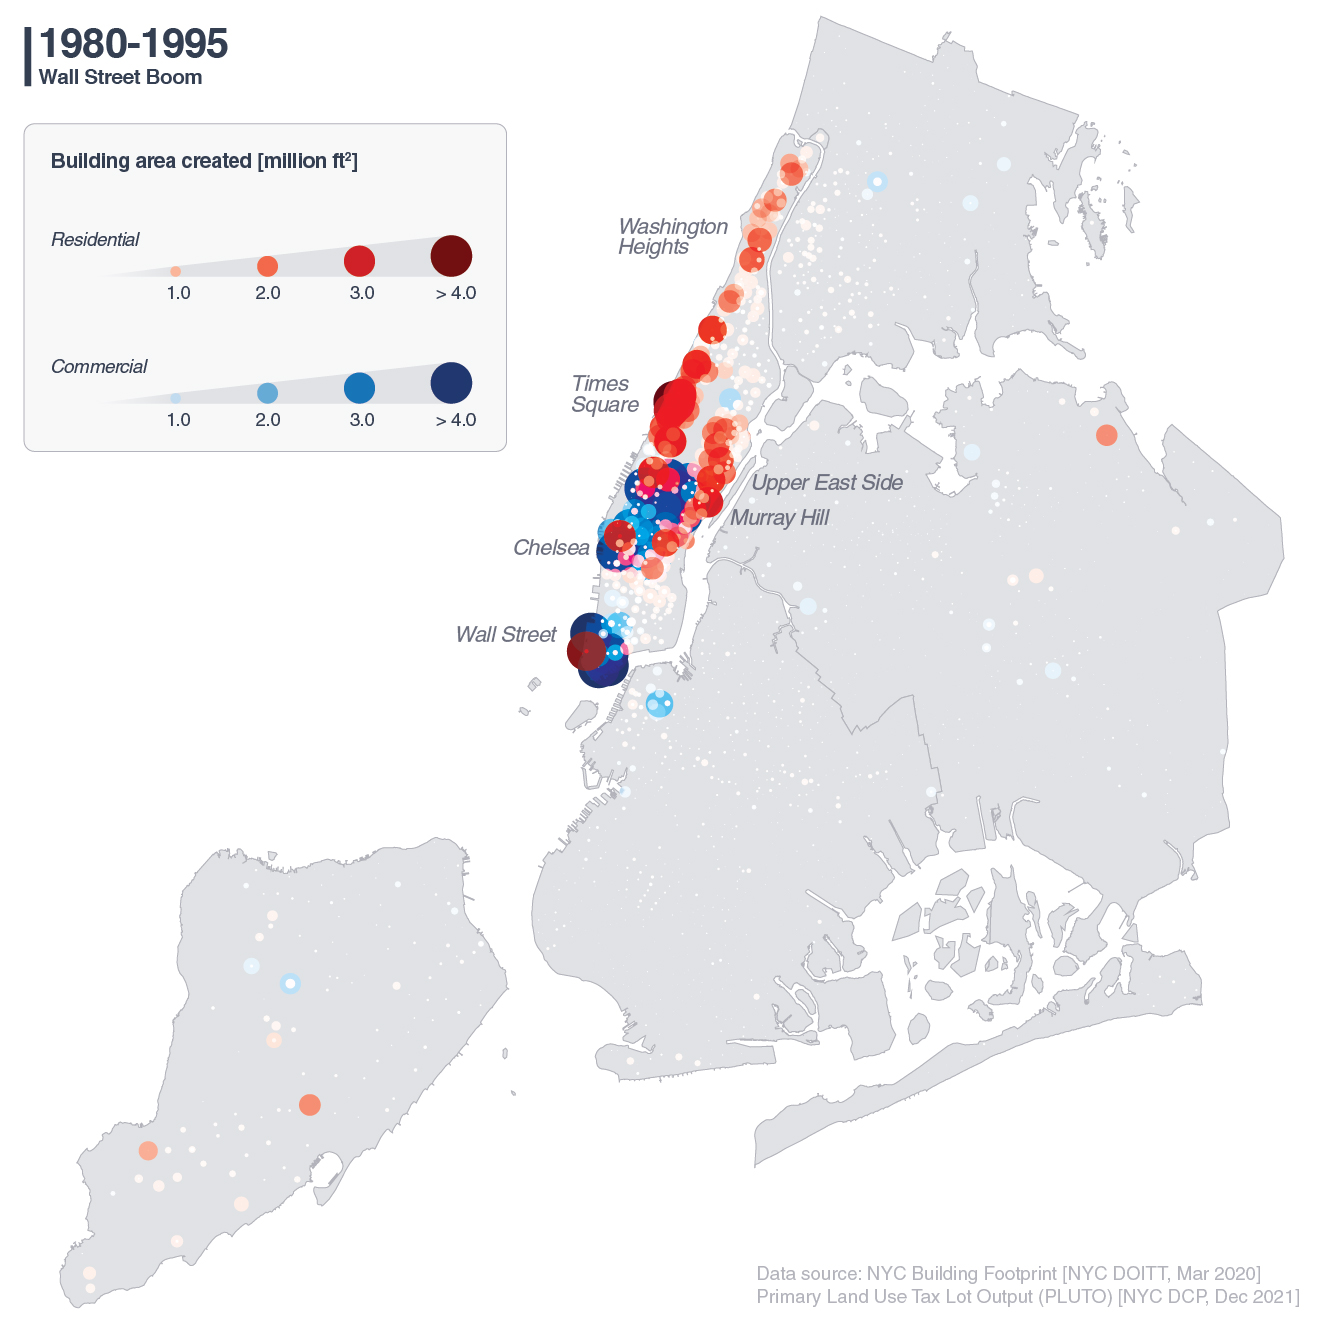 1980-1995
Wall Street Boom
Building area created [million ft²]
Residential
1.0 2.0 3.0 > 4.0
Commercial
1.0 2.0 3.0 > 4.0
Washington
Heights
Times
Square
Upper East Side
Murray Hill
Chelsea
Wall Street
Data source: NYC Building Footprint [NYC DOITT, Mar 2020]
Primary Land Use Tax Lot Output (PLUTO) [NYC DCP, Dec 2021]